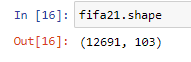 In [16]: fifa21.shape
Out[16]: (12691, 103)